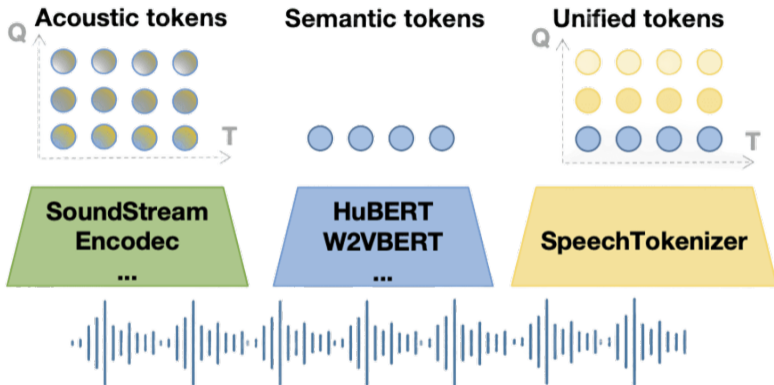 Acoustic tokens
Semantic tokens
Unified tokens
Q
T
Q
T
SoundStream
Encodec
...
HuBERT
W2VBERT
...
SpeechTokenizer